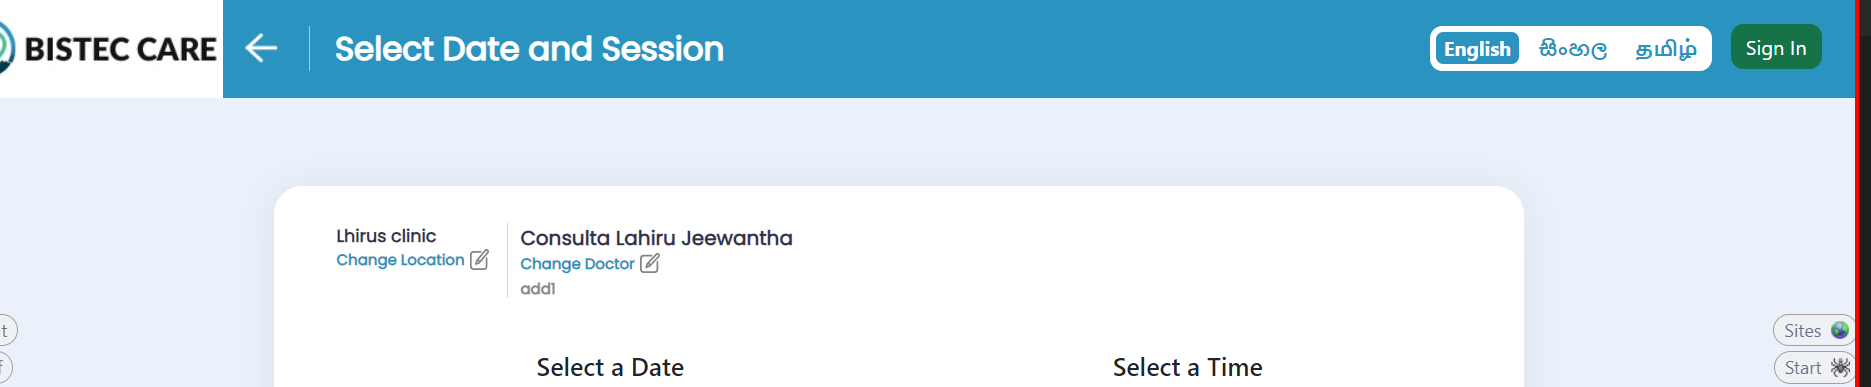 BISTEC CARE
Select Date and Session
English සිංහල தமிழ்
Sign In
Lhirus clinic
Change Location
Consulta Lahiru Jeewantha
Change Doctor
add1
t
Sites
f
Start
Select a Date
Select a Time